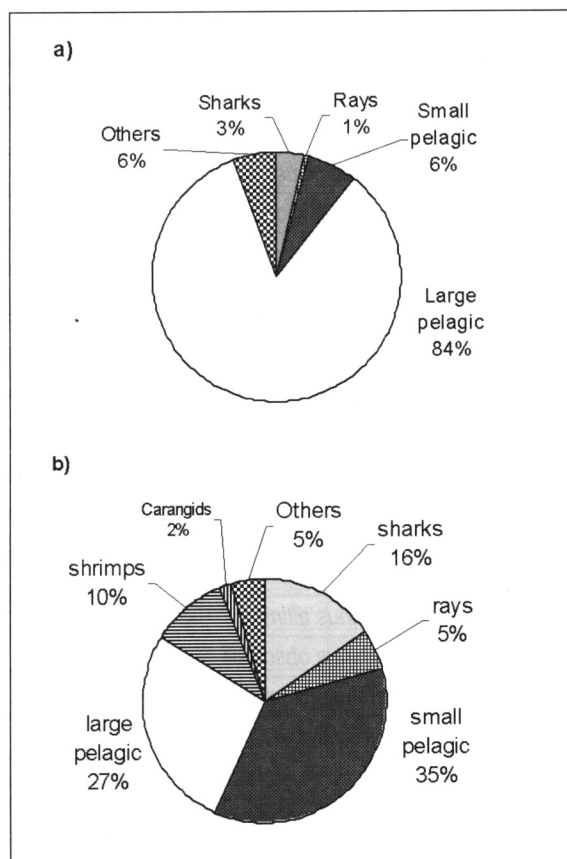 a)
Sharks
3%
Rays
1%
Small
pelagic
6%
Others
6%
Large
pelagic
84%
b)
Carangids
2%
Others
5%
sharks
16%
shrimps
10%
rays
5%
large
pelagic
27%
small
pelagic
35%